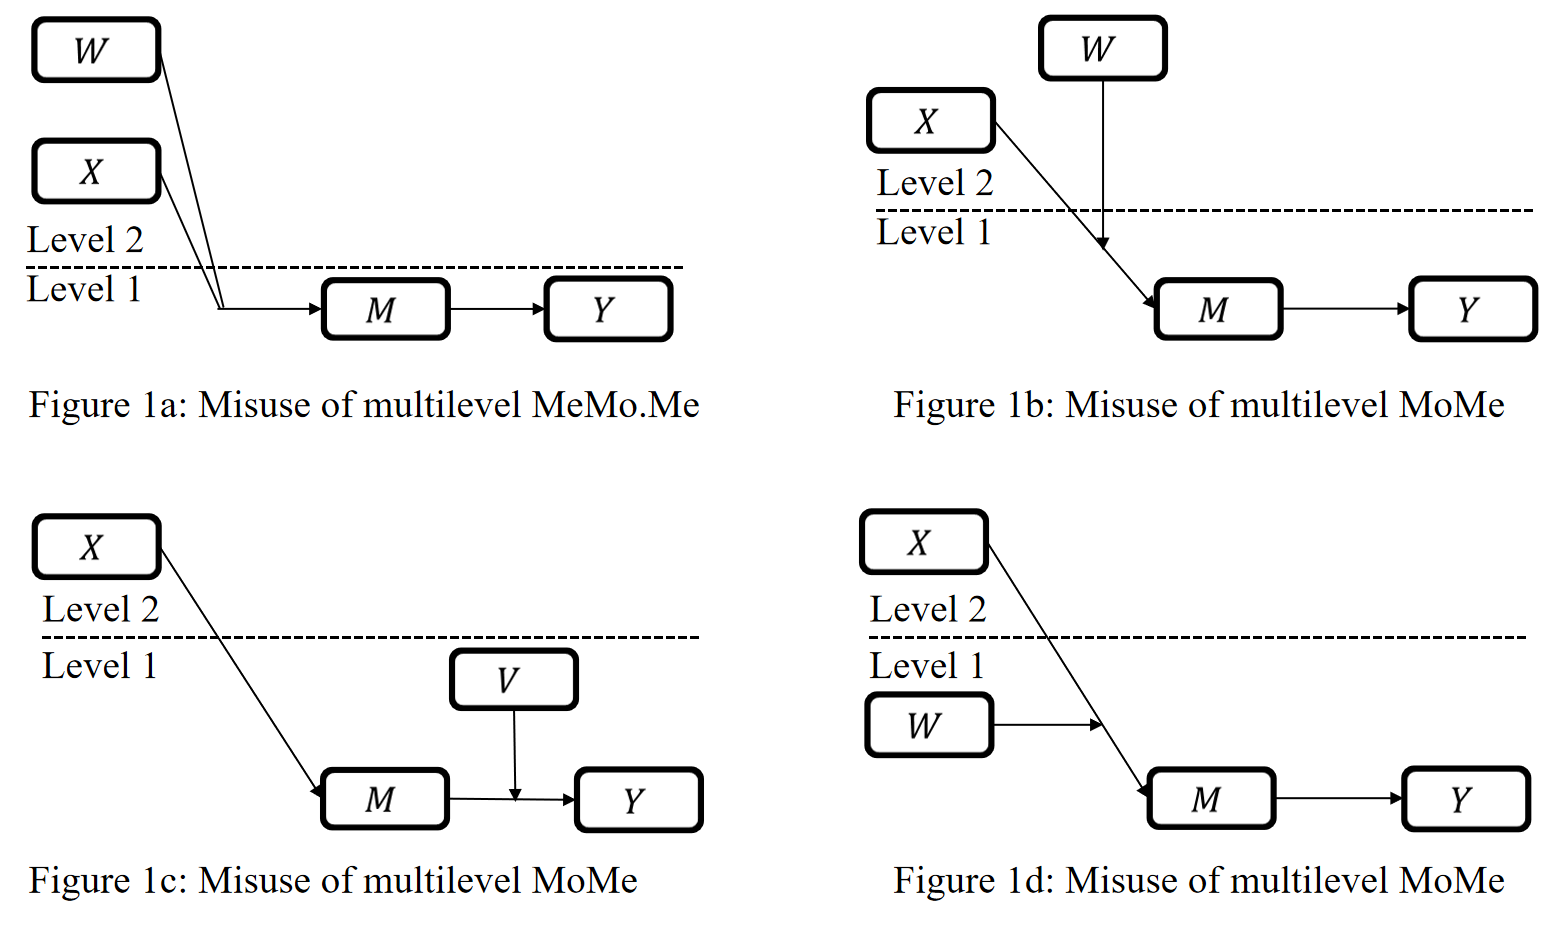 W
X
Level 2
Level 1
M
Y
Figure 1a: Misuse of multilevel MeMo.Me
W
X
Level 2
Level 1
M
Y
Figure 1b: Misuse of multilevel MoMe
X
Level 2
Level 1
V
M
Y
Figure 1c: Misuse of multilevel MoMe
X
Level 2
Level 1
W
M
Y
Figure 1d: Misuse of multilevel MoMe